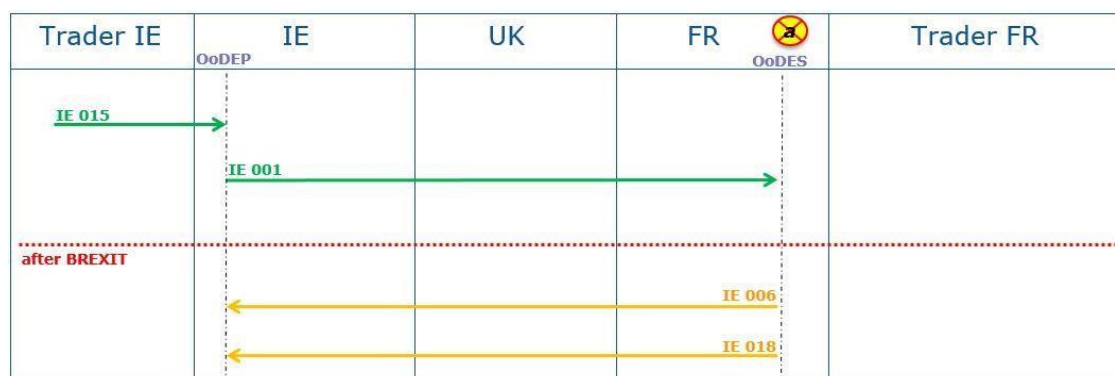 Trader IE
IE
UK
FR
a
Trader FR
OoDEP
OoDES
IE 015
IE 001
after BREXIT
IE 006
IE 018